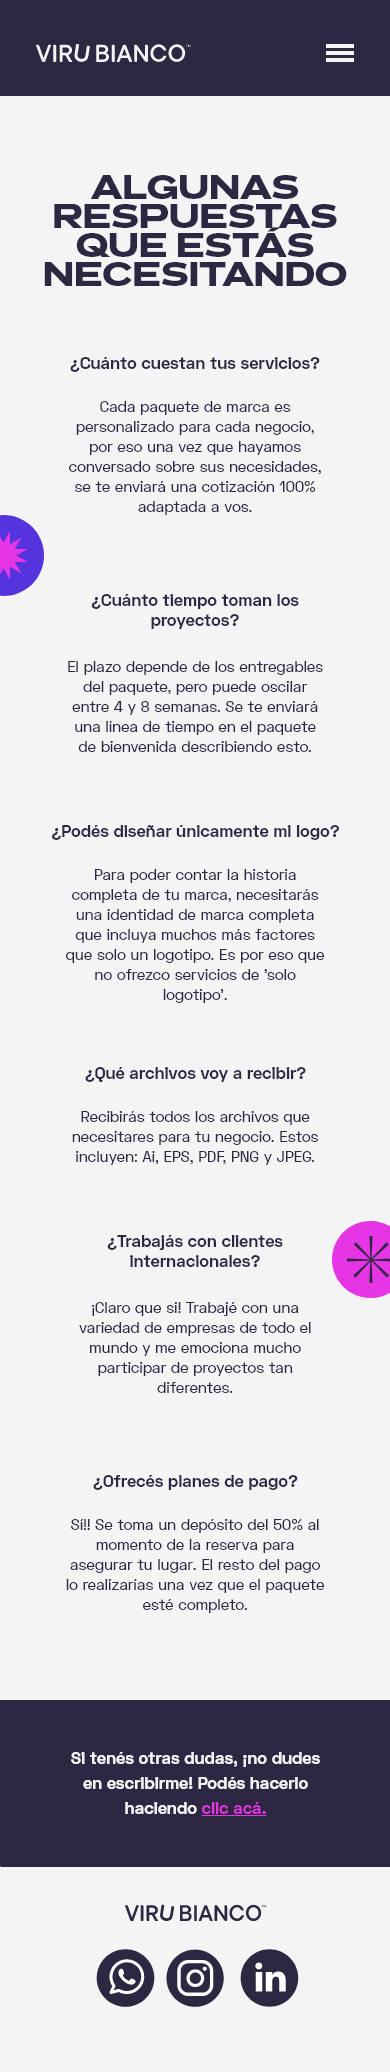 VIRU BIANCO™
ALGUNAS
RESPUESTAS
QUE ESTÁS
NECESITANDO
¿Cuánto cuestan tus servicios?
Cada paquete de marca es
personalizado para cada negocio,
por eso una vez que hayamos
conversado sobre sus necesidades,
se te enviará una cotización 100%
adaptada a vos.
¿Cuánto tiempo toman los
proyectos?
El plazo depende de los entregables
del paquete, pero puede oscilar
entre 4 y 8 semanas. Se te enviará
una línea de tiempo en el paquete
de bienvenida describiendo esto.
¿Podés diseñar únicamente mi logo?
Para poder contar la historia
completa de tu marca, necesitarás
una identidad de marca completa
que incluya muchos más factores
que solo un logotipo. Es por eso que
no ofrezco servicios de 'solo
logotipo'.
¿Qué archivos voy a recibir?
Recibirás todos los archivos que
necesitares para tu negocio. Estos
incluyen: Ai, EPS, PDF, PNG y JPEG.
¿Trabajás con clientes
internacionales?
¡Claro que si! Trabajé con una
variedad de empresas de todo el
mundo y me emociona mucho
participar de proyectos tan
diferentes.
¿Ofrecés planes de pago?
Sí!! Se toma un depósito del 50% al
momento de la reserva para
asegurar tu lugar. El resto del pago
lo realizarías una vez que el paquete
esté completo.
Si tenés otras dudas, ¡no dudes
en escribirme! Podés hacerlo
haciendo clic acá.
VIRU BIANCO™
in